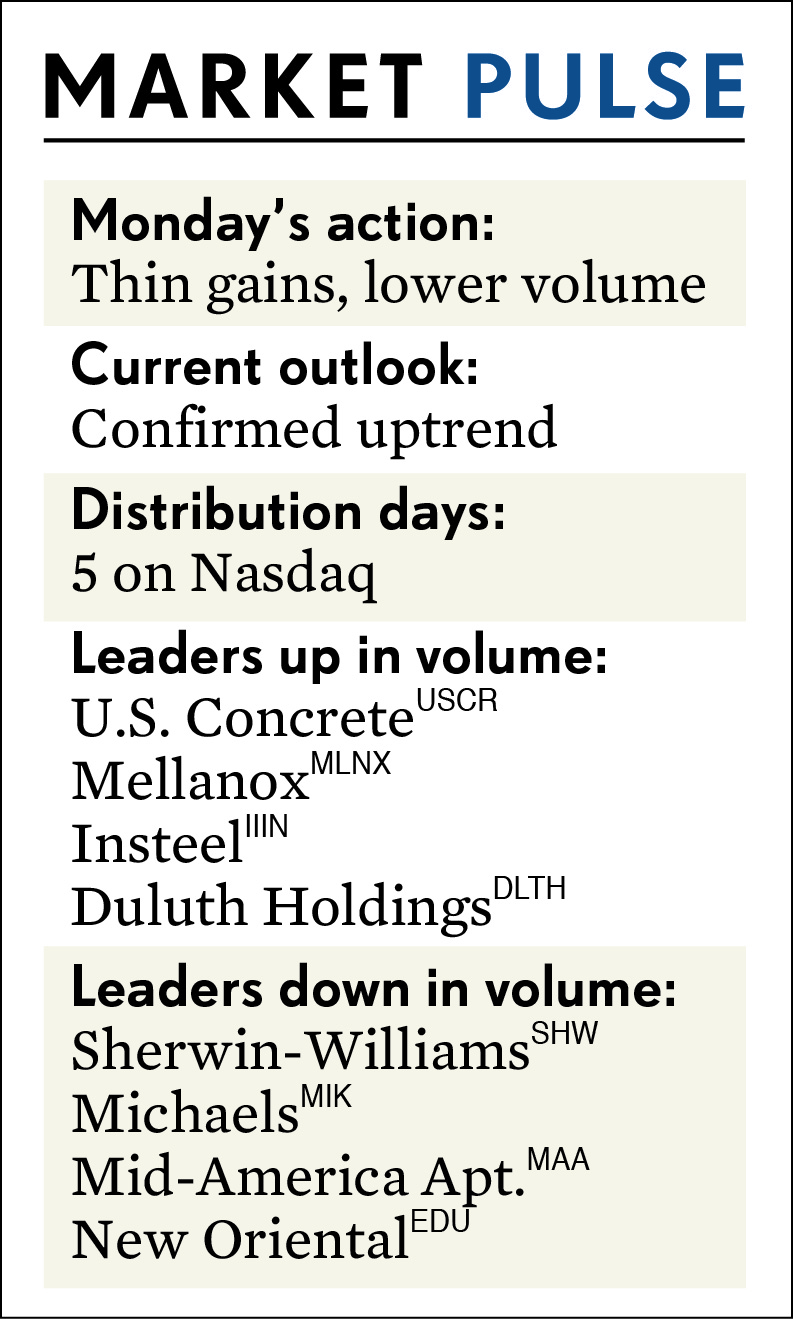 MARKET PULSE
Monday’s action:
Thin gains, lower volume
Current outlook:
Confirmed uptrend
Distribution days:
5 on Nasdaq
Leaders up in volume:
U.S. Concrete USCR
Mellanox MLNX
Insteel IIIN
Duluth Holdings DLTH
Leaders down in volume:
Sherwin-Williams SHW
Michaels MIK
Mid-America Apt. MAA
New Oriental EDU